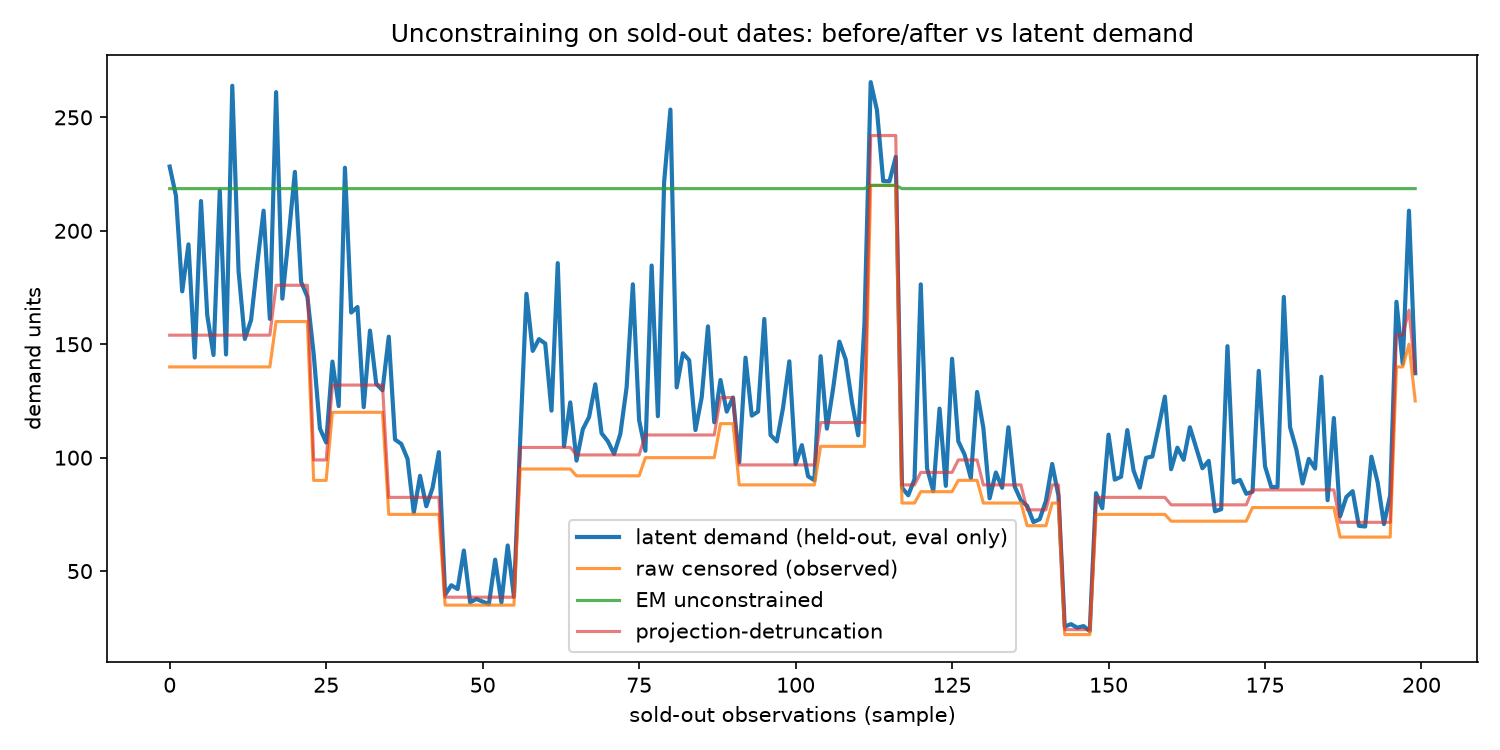 Unconstraining on sold-out dates: before/after vs latent demand
demand units
250
200
150
100
50
latent demand (held-out, eval only)
raw censored (observed)
EM unconstrained
projection-detruncation
0 25 50 75 100 125 150 175 200
sold-out observations (sample)